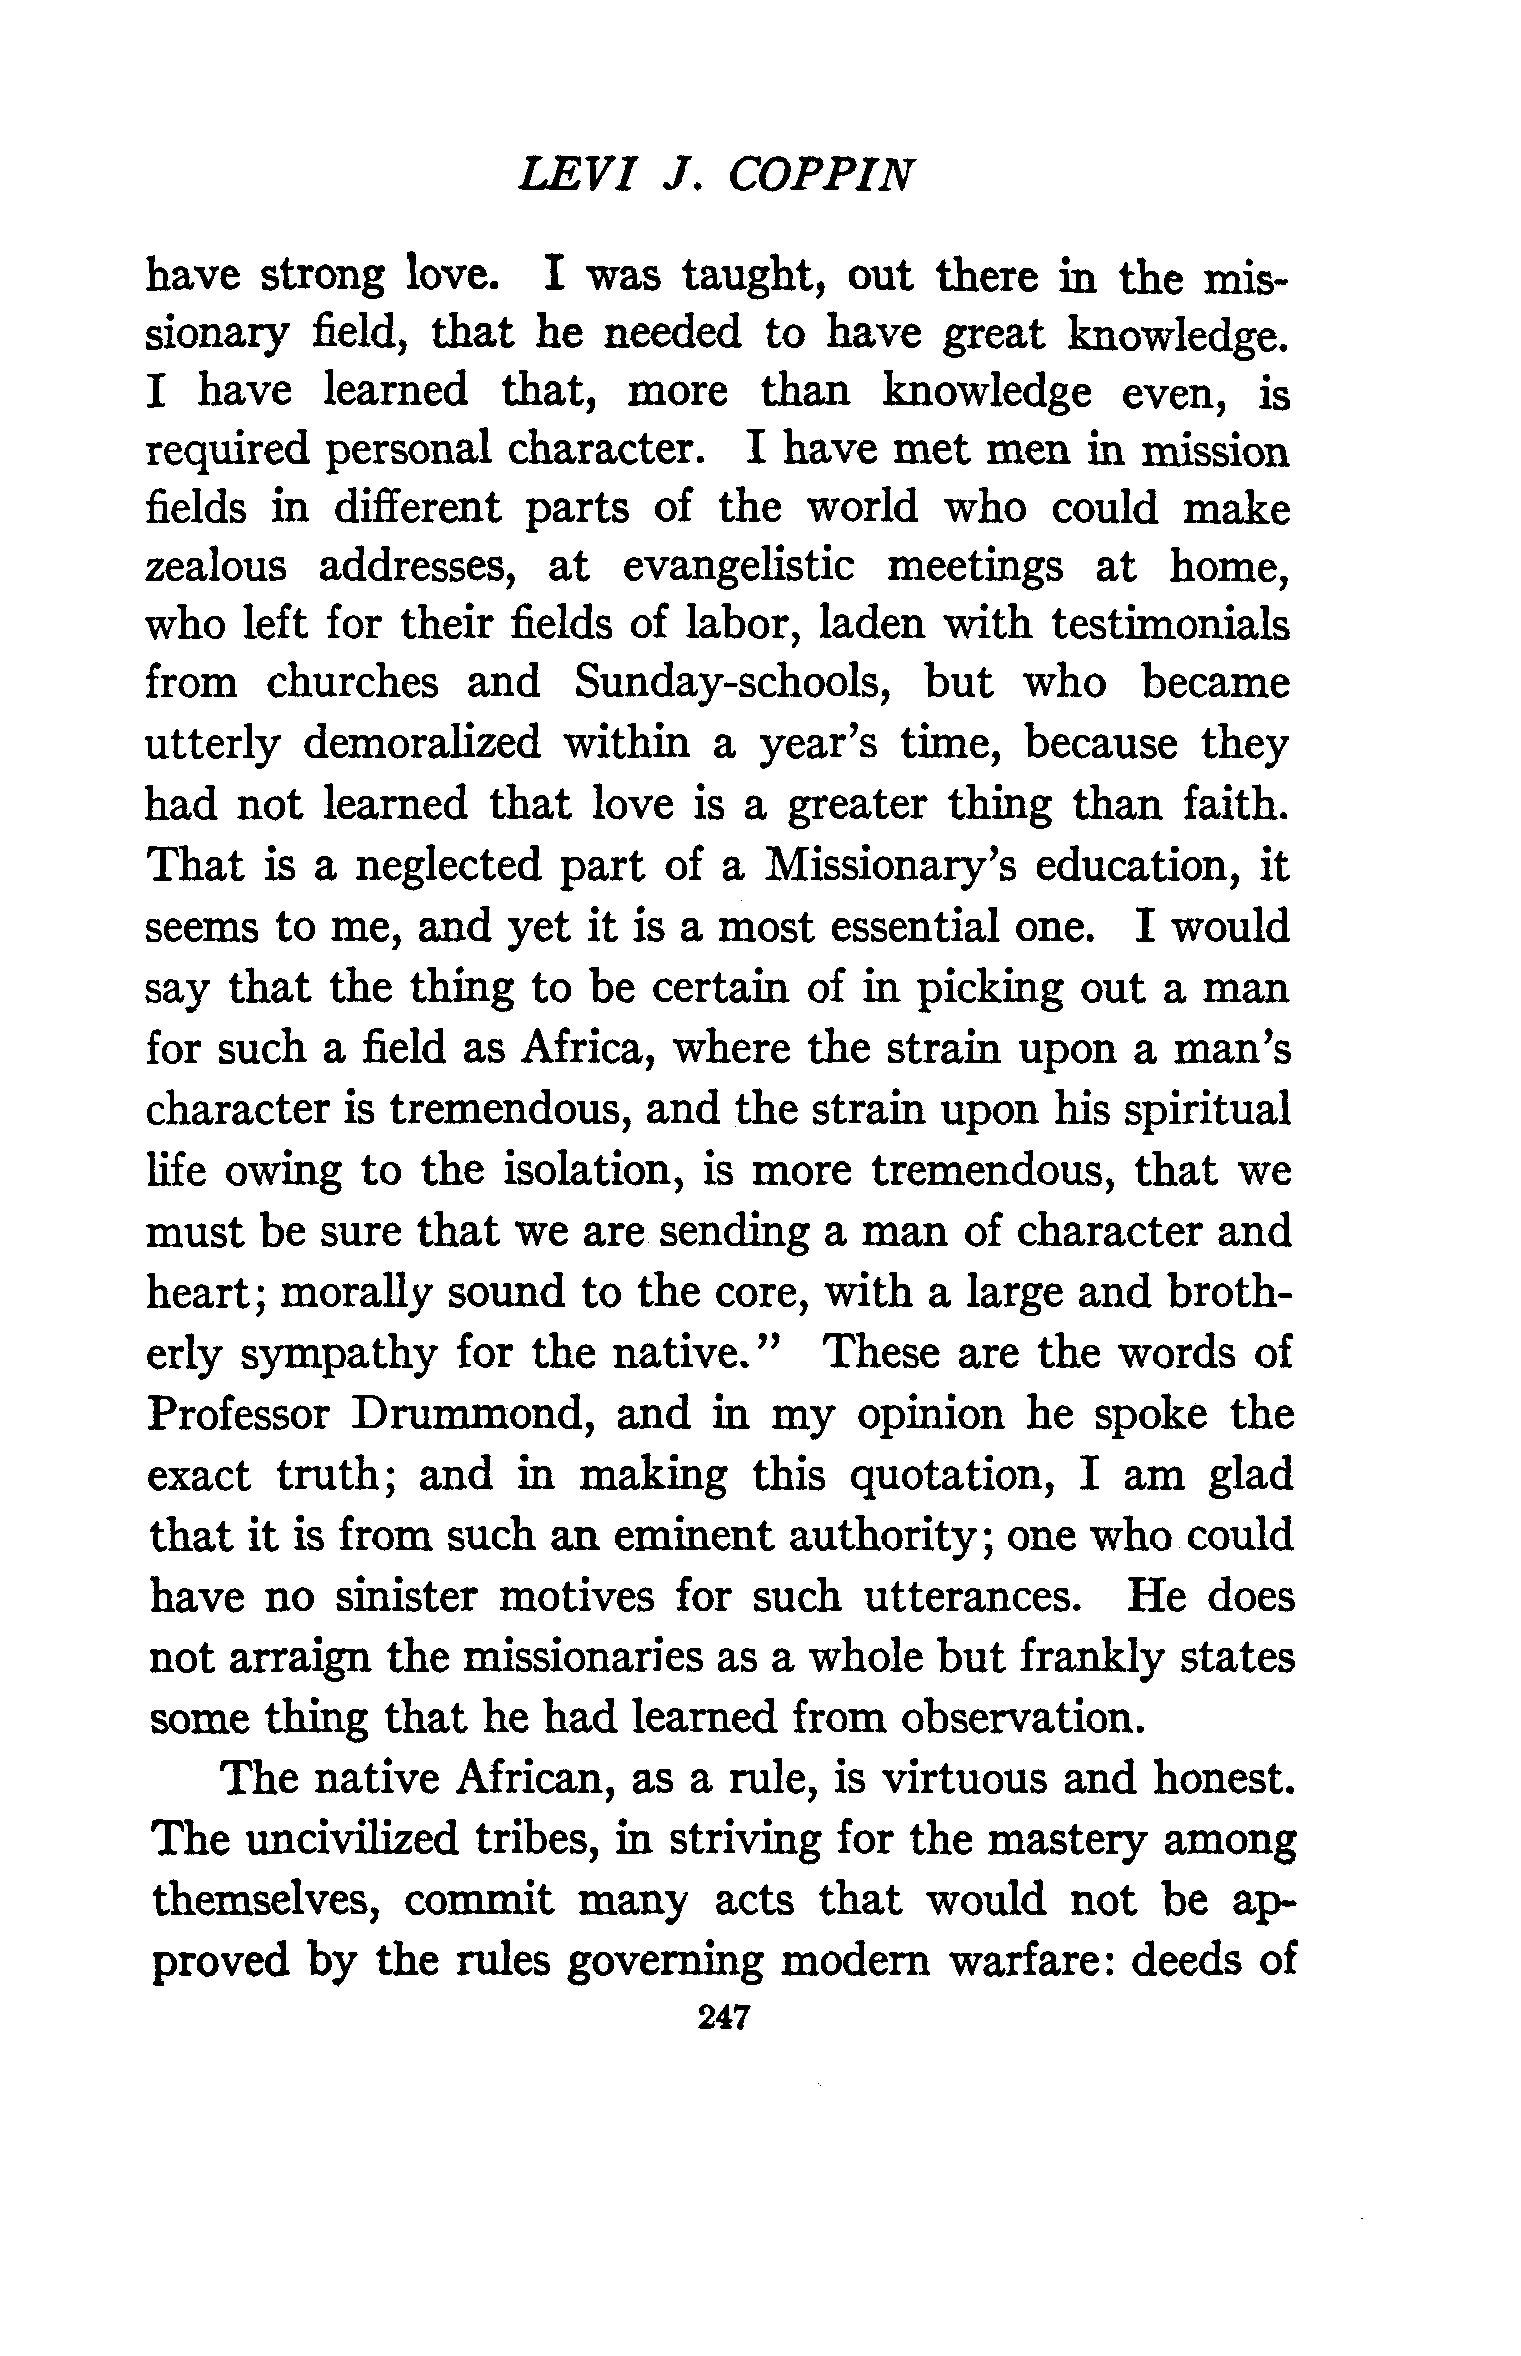 LEVI J. COPPIN
have strong love. I was taught, out there in the mis-
sionary field, that he needed to have great knowledge.
I have learned that, more than knowledge even, is
required personal character. I have met men in mission
fields in different parts of the world who could make
zealous addresses, at evangelistic meetings at home,
who left for their fields of labor, laden with testimonials
from churches and Sunday-schools, but who became
utterly demoralized within a year's time, because they
had not learned that love is a greater thing than faith.
That is a neglected part of a Missionary's education, it
seems to me, and yet it is a most essential one. I would
say that the thing to be certain of in picking out a man
for such a field as Africa, where the strain upon a man's
character is tremendous, and the strain upon his spiritual
life owing to the isolation, is more tremendous, that we
must be sure that we are sending a man of character and
heart; morally sound to the core, with a large and broth-
erly sympathy for the native." These are the words of
Professor Drummond, and in my opinion he spoke the
exact truth; and in making this quotation, I am glad
that it is from such an eminent authority; one who could
have no sinister motives for such utterances. He does
not arraign the missionaries as a whole but frankly states
some thing that he had learned from observation.
The native African, as a rule, is virtuous and honest.
The uncivilized tribes, in striving for the mastery among
themselves, commit many acts that would not be ap-
proved by the rules governing modern warfare: deeds of
247